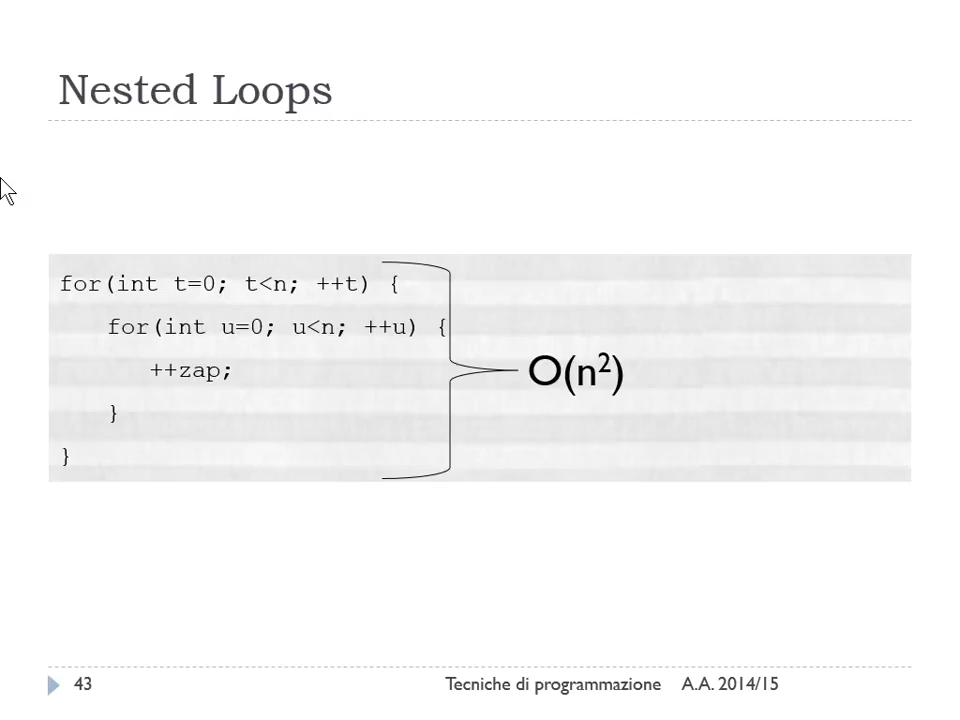 Nested Loops
for(int t=0; t<n; ++t) {
for(int u=0; u<n; ++u) {
++zap;
}
}
O(n²)
43 Tecniche di programmazione A.A. 2014/15